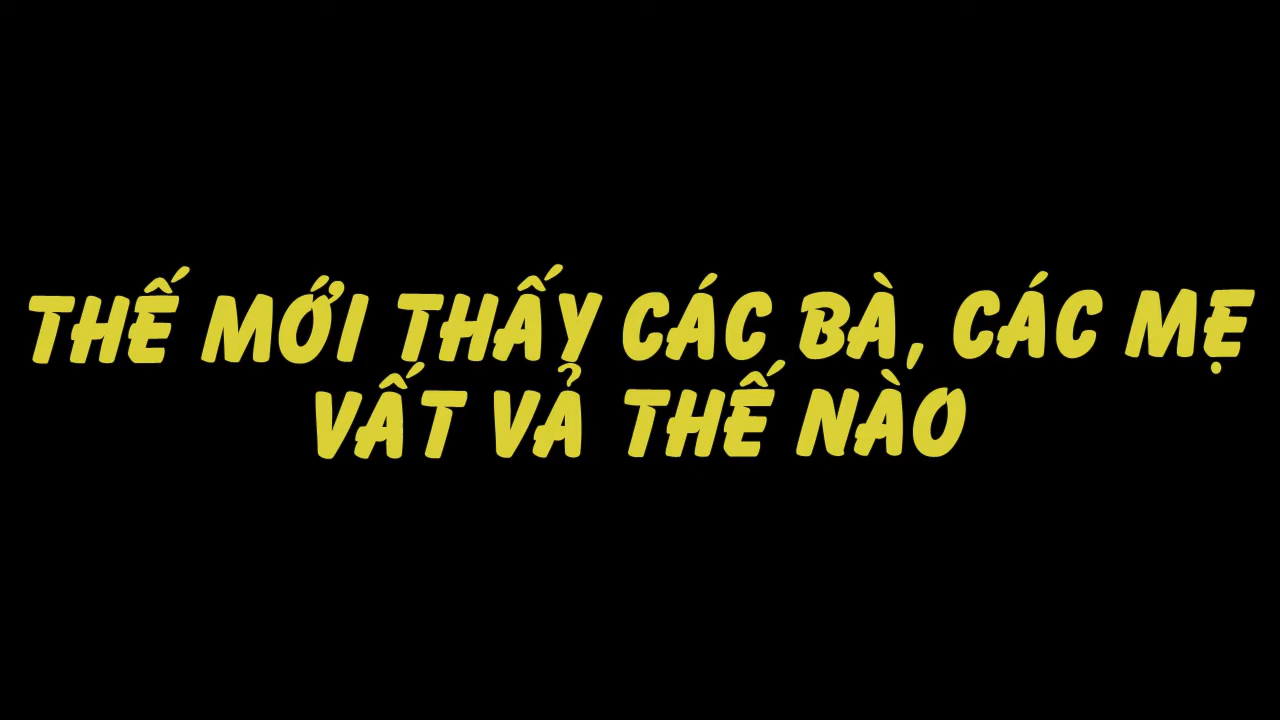 THẾ MỚI THẤY CÁC BÀ, CÁC MẸ
VẤT VẢ THẾ NÀO